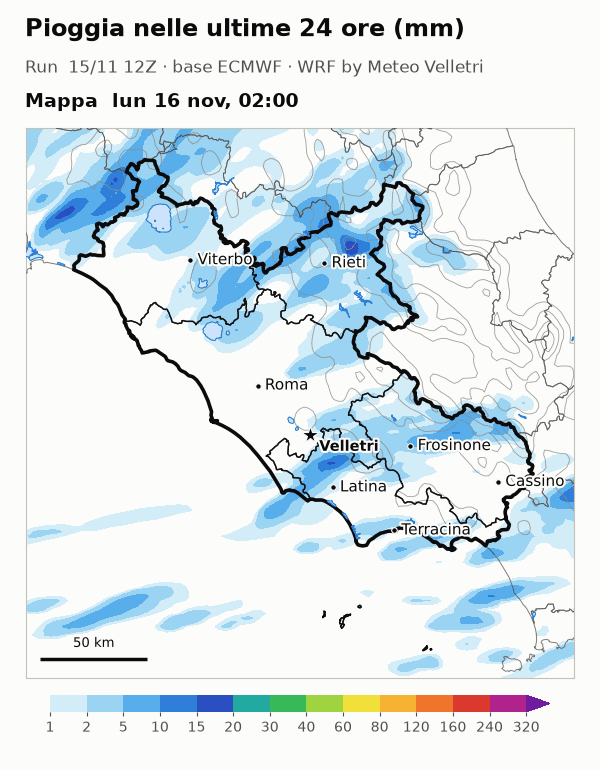 Pioggia nelle ultime 24 ore (mm)
Run  15/11 12Z · base ECMWF · WRF by Meteo Velletri
Mappa  lun 16 nov, 02:00
Viterbo
Rieti
Roma
Velletri
Frosinone
Latina
Cassino
Terracina
50 km
1 2 5 10 15 20 30 40 60 80 120 160 240 320